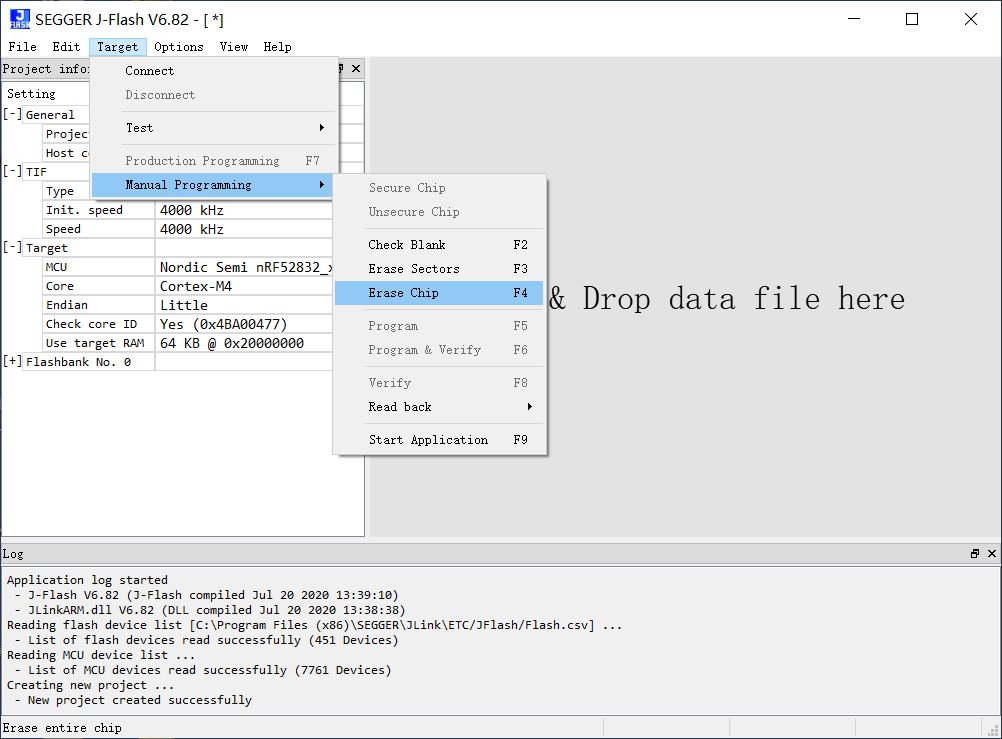 SEGGER J-Flash V6.82 - [ *]
File Edit Target Options View Help
Project
Setting
[-] General
Host
[-] TIF
Type
Init. speed 4000 kHz
Speed 4000 kHz
[-] Target
MCU Nordic Semi
Core Cortex-M4
Endian Little
Check core ID Yes (0x4BA00477)
Use target RAM 64 KB @ 0x20000000
[+] Flashbank No. 0
Connect
Disconnect
Test
Production Programming F7
Manual Programming
Secure Chip
Unsecure Chip
Check Blank F2
Erase Sectors F3
Erase Chip F4
Program F5
Program & Verify F6
Verify F8
Read back
Start Application F9
& Drop data file here
Log
Application log started
- J-Flash V6.82 (J-Flash compiled Jul 20 2020 13:39:10)
- JLinkARM.dll V6.82 (DLL compiled Jul 20 2020 13:38:38)
Reading flash device list [C:\Program Files (x86)\SEGGER\JLink\ETC/JFlash/Flash.csv] ...
- List of flash devices read successfully (451 Devices)
Reading MCU device list ...
- List of MCU devices read successfully (7761 Devices)
Creating new project ...
- New project created successfully
Erase entire chip